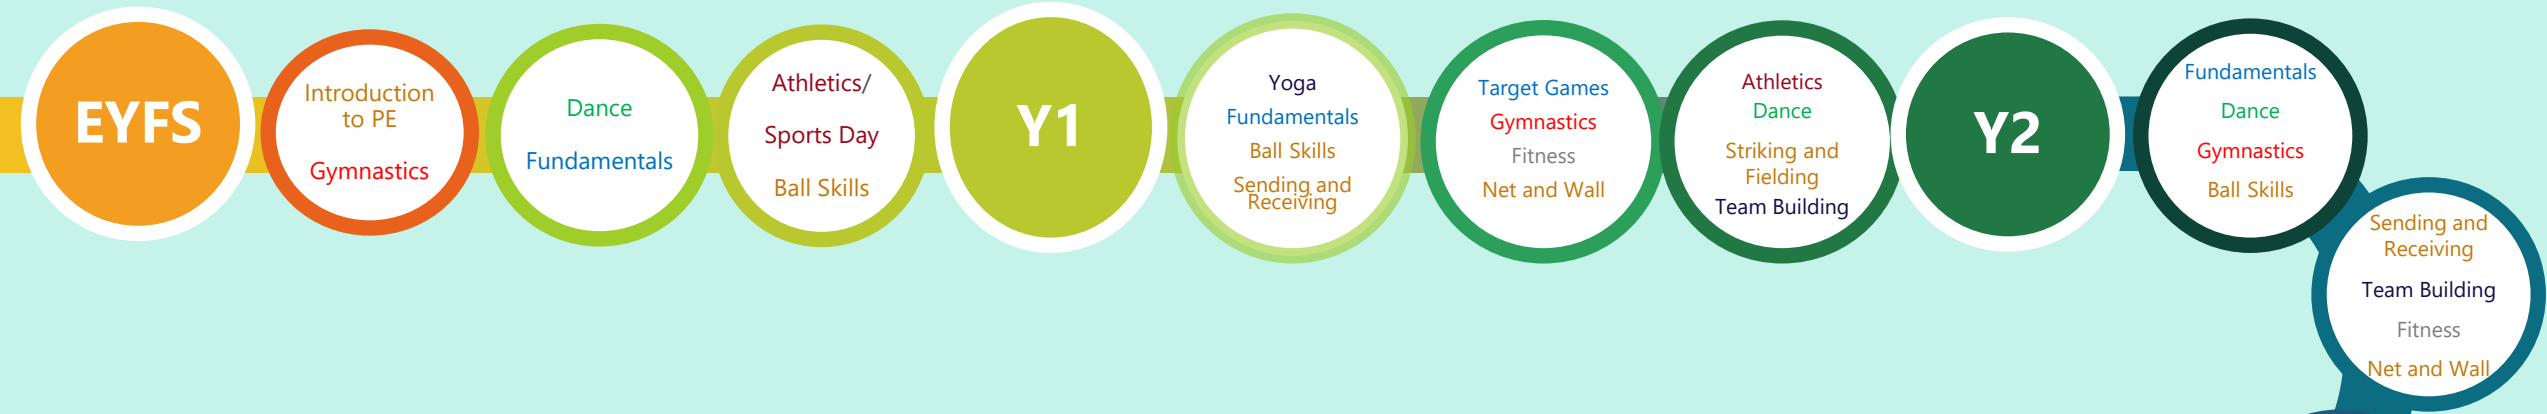 EYFS
Introduction
to PE
Gymnastics
Dance
Fundamentals
Athletics/
Sports Day
Ball Skills
Y1
Yoga
Fundamentals
Ball Skills
Sending and
Receiving
Target Games
Gymnastics
Fitness
Net and Wall
Athletics
Dance
Striking and
Fielding
Team Building
Y2
Fundamentals
Dance
Gymnastics
Ball Skills
Sending and
Receiving
Team Building
Fitness
Net and Wall